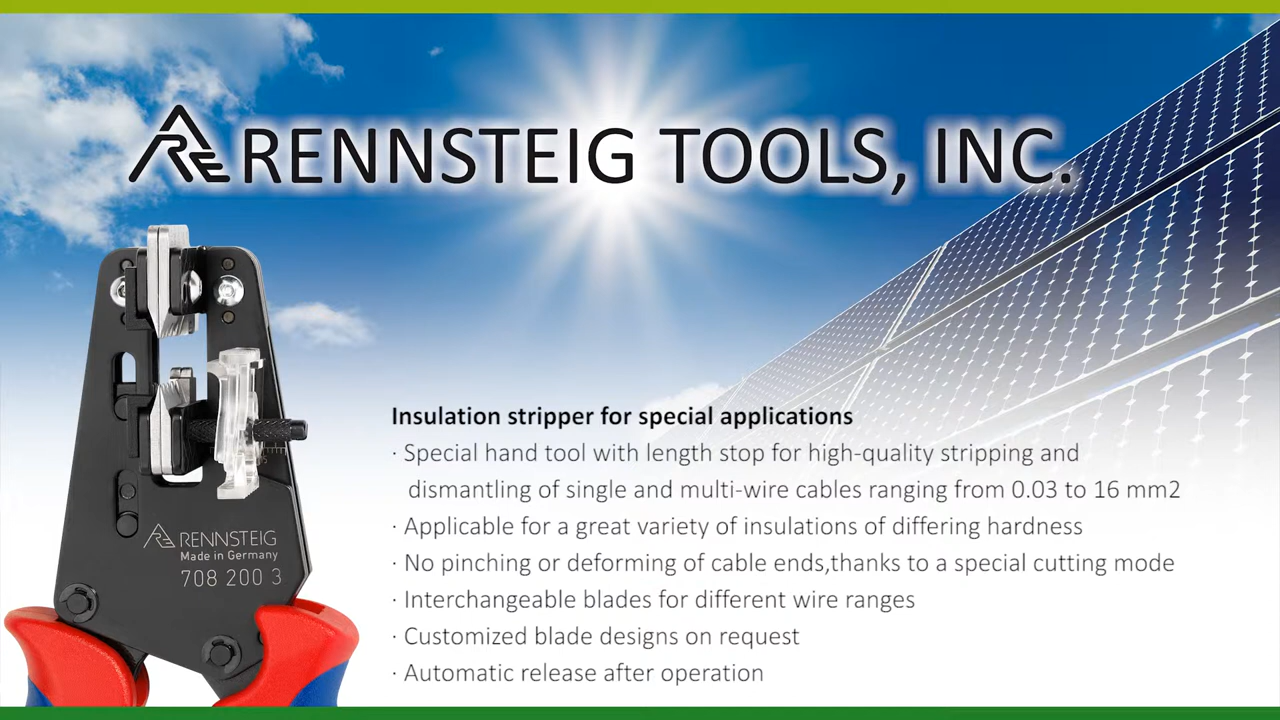 RENNSTEIG TOOLS, INC.
Insulation stripper for special applications
· Special hand tool with length stop for high-quality stripping and
dismantling of single and multi-wire cables ranging from 0.03 to 16 mm2
· Applicable for a great variety of insulations of differing hardness
· No pinching or deforming of cable ends,thanks to a special cutting mode
· Interchangeable blades for different wire ranges
· Customized blade designs on request
· Automatic release after operation
RENNSTEIG
Made in Germany
708 200 3